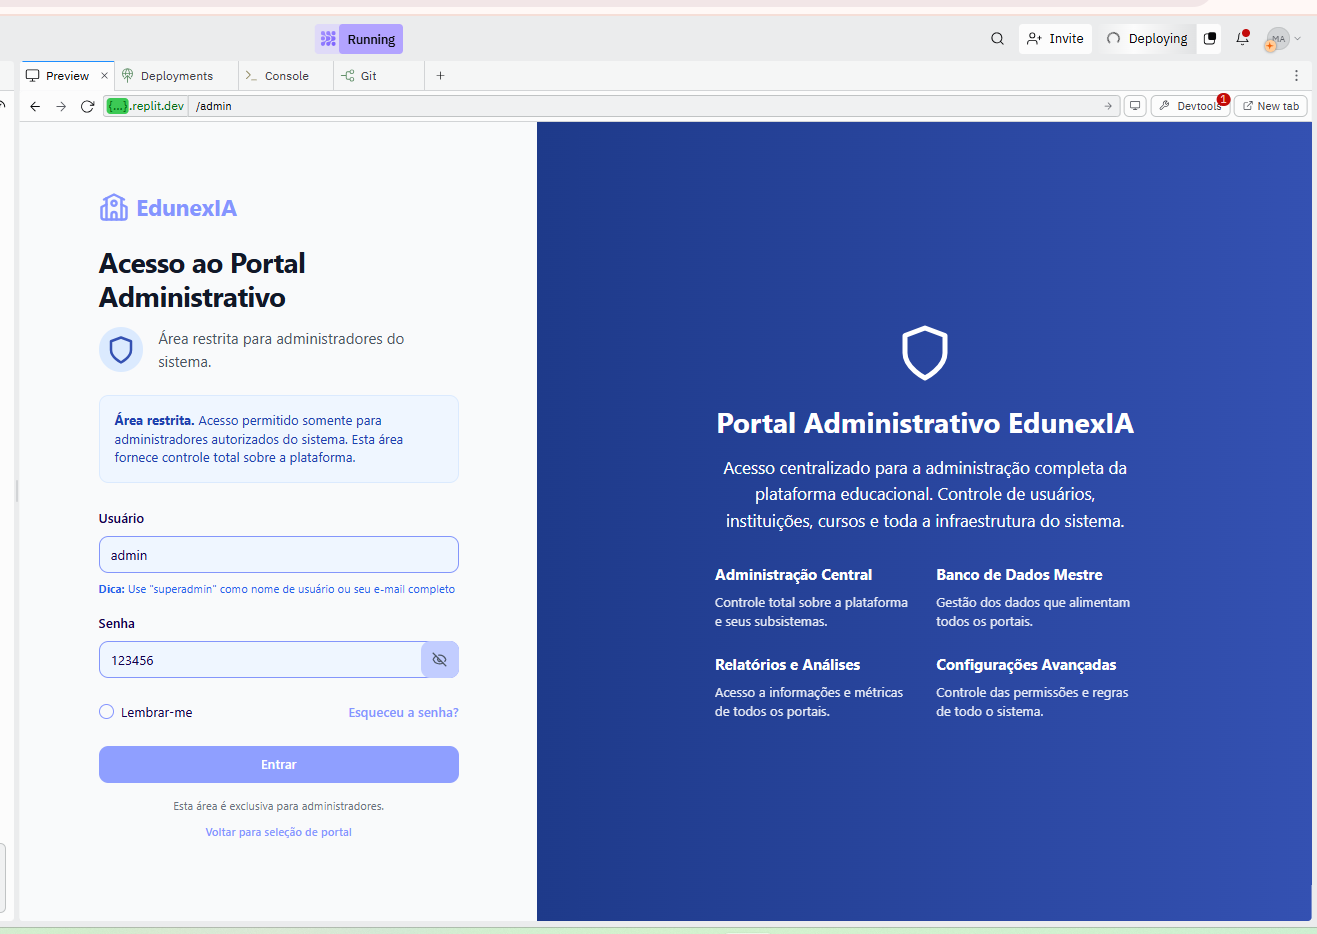 Running
Invite
Deploying
MA
Preview
Deployments
Console
Git
{...}.replit.dev
/admin
Devtools
1
New tab
EdunexIA
Acesso ao Portal
Administrativo
Área restrita para administradores do
sistema.
Área restrita. Acesso permitido somente para
administradores autorizados do sistema. Esta área
fornece controle total sobre a plataforma.
Usuário
admin
Dica: Use "superadmin" como nome de usuário ou seu e-mail completo
Senha
123456
Lembrar-me
Esqueceu a senha?
Entrar
Esta área é exclusiva para administradores.
Voltar para seleção de portal
Portal Administrativo EdunexIA
Acesso centralizado para a administração completa da
plataforma educacional. Controle de usuários,
instituições, cursos e toda a infraestrutura do sistema.
Administração Central
Controle total sobre a plataforma
e seus subsistemas.
Banco de Dados Mestre
Gestão dos dados que alimentam
todos os portais.
Relatórios e Análises
Acesso a informações e métricas
de todos os portais.
Configurações Avançadas
Controle das permissões e regras
de todo o sistema.